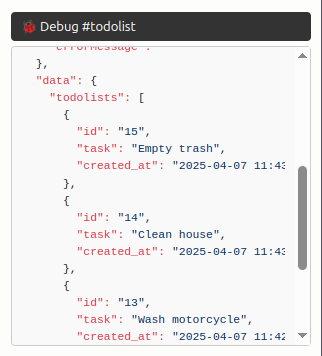 Debug #todolist
"errorMessage":
},
"data": {
"todolists": [
{
"id": "15",
"task": "Empty trash",
"created_at": "2025-04-07 11:43
},
{
"id": "14",
"task": "Clean house",
"created_at": "2025-04-07 11:43
},
{
"id": "13",
"task": "Wash motorcycle",
"created_at": "2025-04-07 11:42